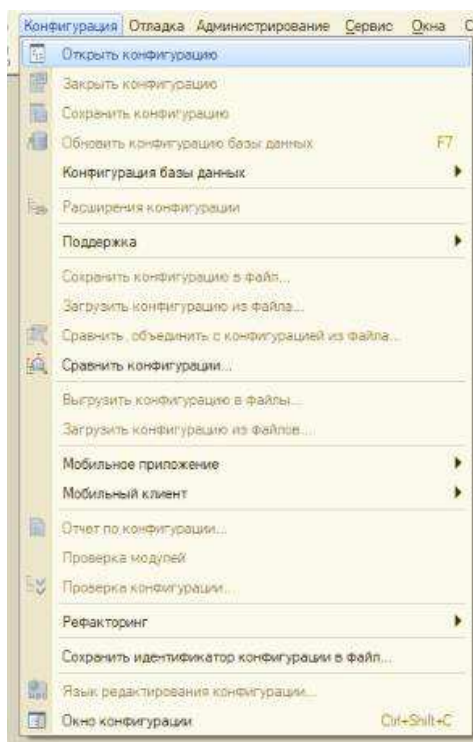 Конфигурация Отладка Администрирование Сервис Окна
Открыть конфигурацию
Закрыть конфигурацию
Сохранить конфигурацию
Обновить конфигурацию базы данных F7
Конфигурация базы данных
Расширения конфигурации
Поддержка
Сохранить конфигурацию в файл...
Загрузить конфигурацию из файла...
Сравнить, объединить с конфигурацией из файла...
Сравнить конфигурации...
Выгрузить конфигурацию в файлы...
Загрузить конфигурацию из файлов...
Мобильное приложение
Мобильный клиент
Отчет по конфигурации...
Проверка модулей
Проверка конфигурации...
Рефакторинг
Сохранить идентификатор конфигурации в файл...
Язык редактирования конфигурации...
Окно конфигурации Ctrl+Shift+C